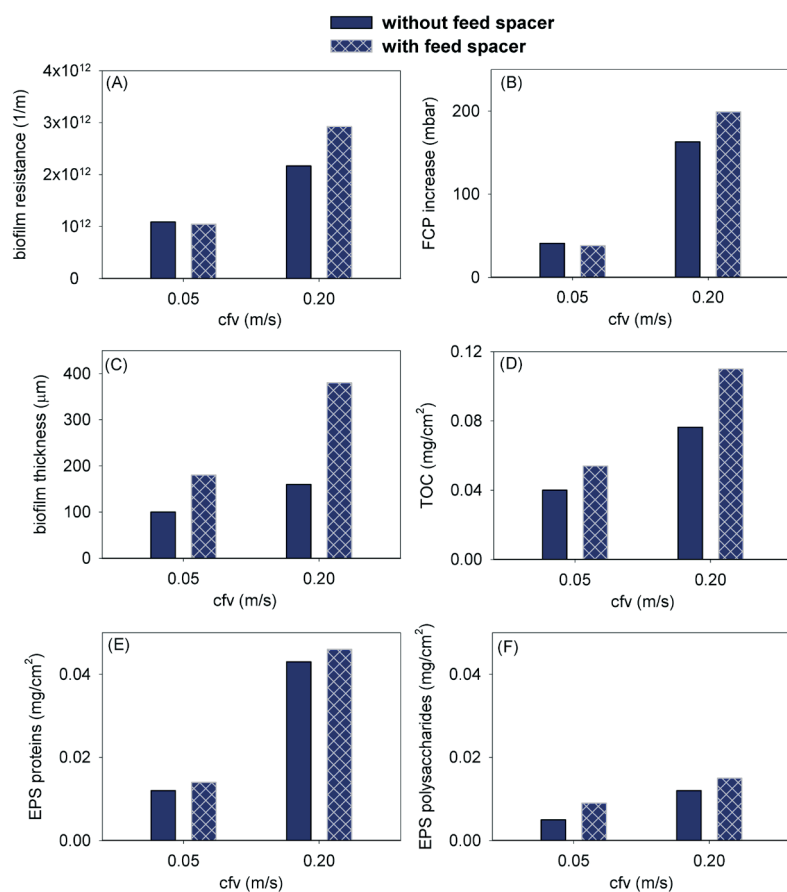 without feed spacer
with feed spacer
(A)
4x10¹²
3x10¹²
2x10¹²
10¹²
0
biofilm resistance (1/m)
0.05 0.20
cfv (m/s)
(B)
200
100
0
FCP increase (mbar)
0.05 0.20
cfv (m/s)
(C)
400
300
200
100
0
biofilm thickness (μm)
0.05 0.20
cfv (m/s)
(D)
0.12
0.08
0.04
0.00
TOC (mg/cm²)
0.05 0.20
cfv (m/s)
(E)
0.04
0.02
0.00
EPS proteins (mg/cm²)
0.05 0.20
cfv (m/s)
(F)
0.04
0.02
0.00
EPS polysaccharides (mg/cm²)
0.05 0.20
cfv (m/s)